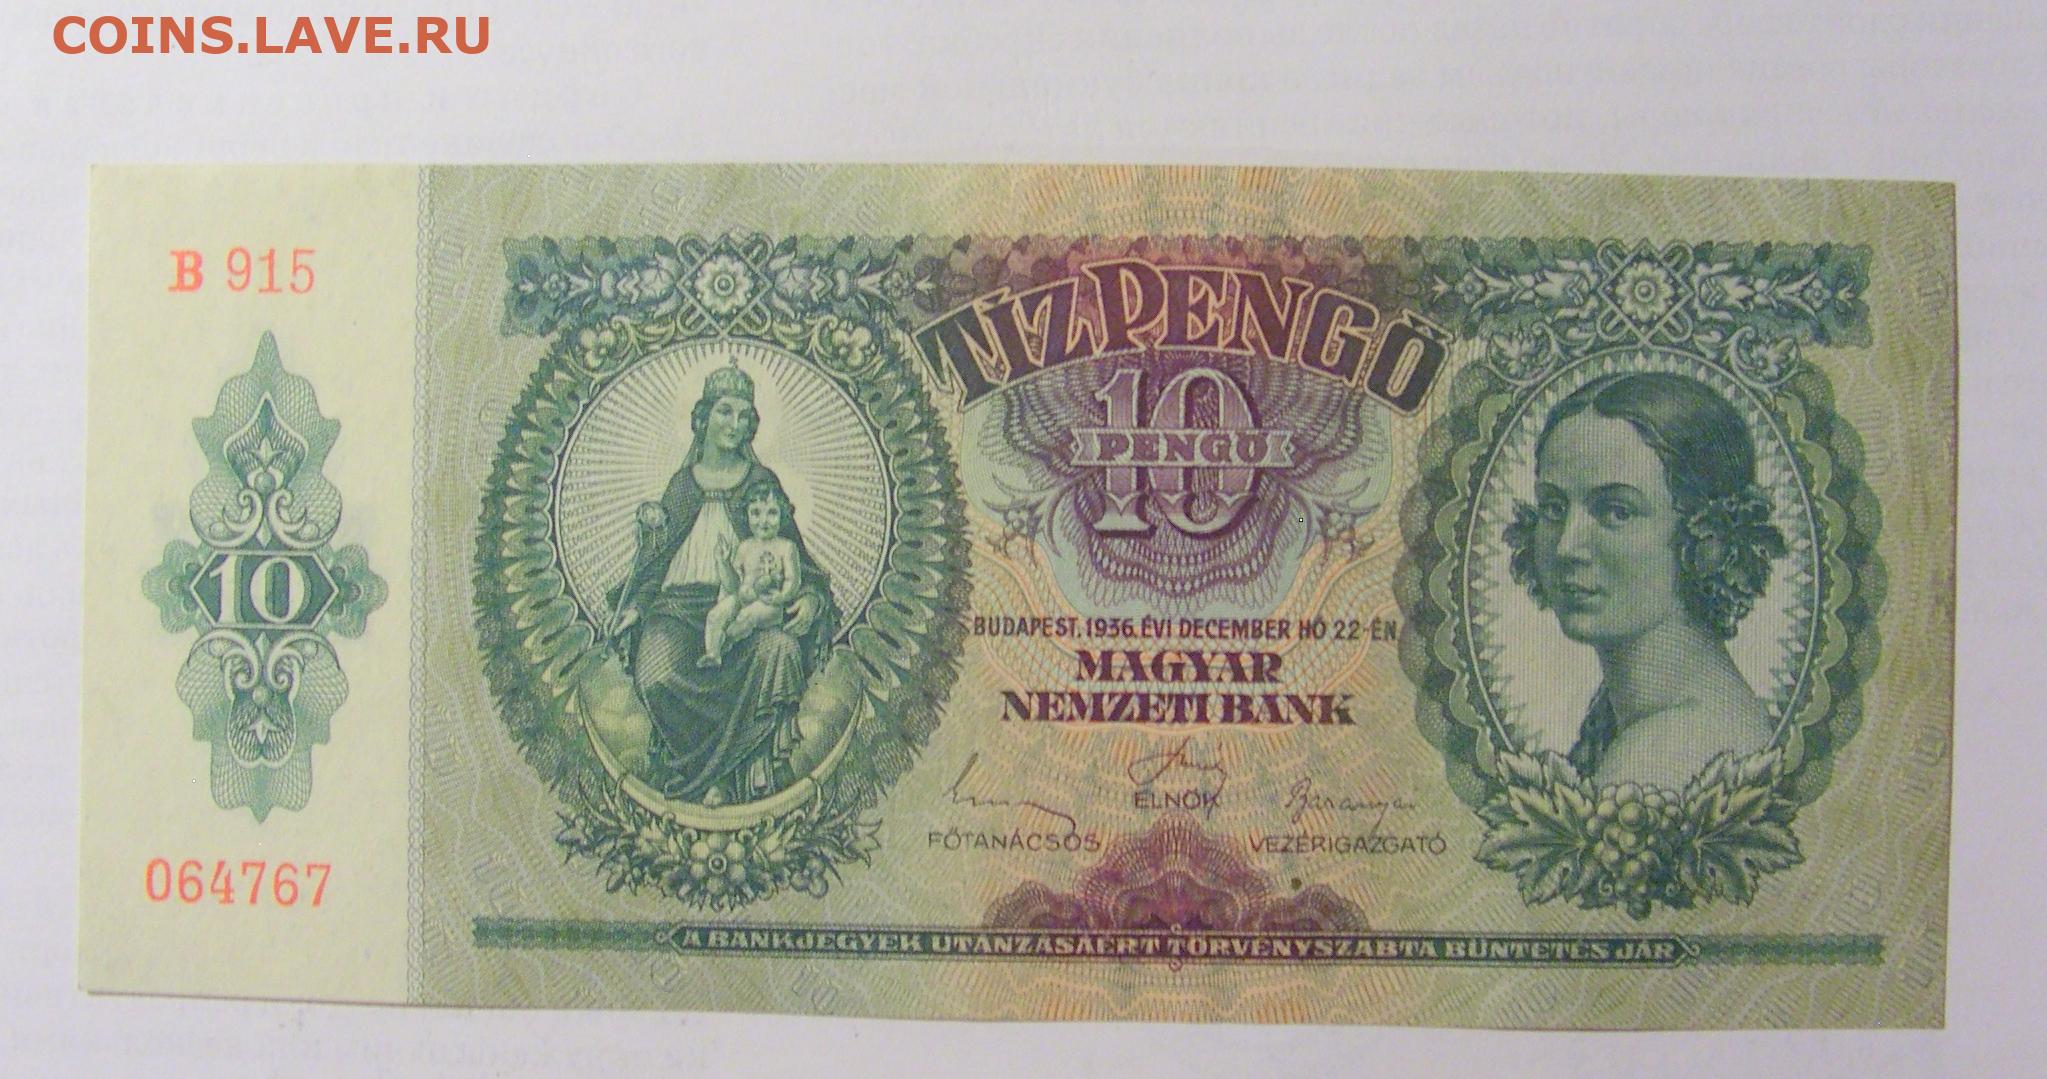 COINS.LAVE.RU
B 915
10
064767
TÍZ PENGŐ
10
PENGŐ
BUDAPEST, 1936. ÉVI DECEMBER HÓ 22-ÉN.
MAGYAR
NEMZETI BANK
ELNÖK
FŐTANÁCSOS
VEZÉRIGAZGATÓ
A BANKJEGYEK UTÁNZÁSÁÉRT TÖRVÉNYSZABTA BÜNTETÉS JÁR